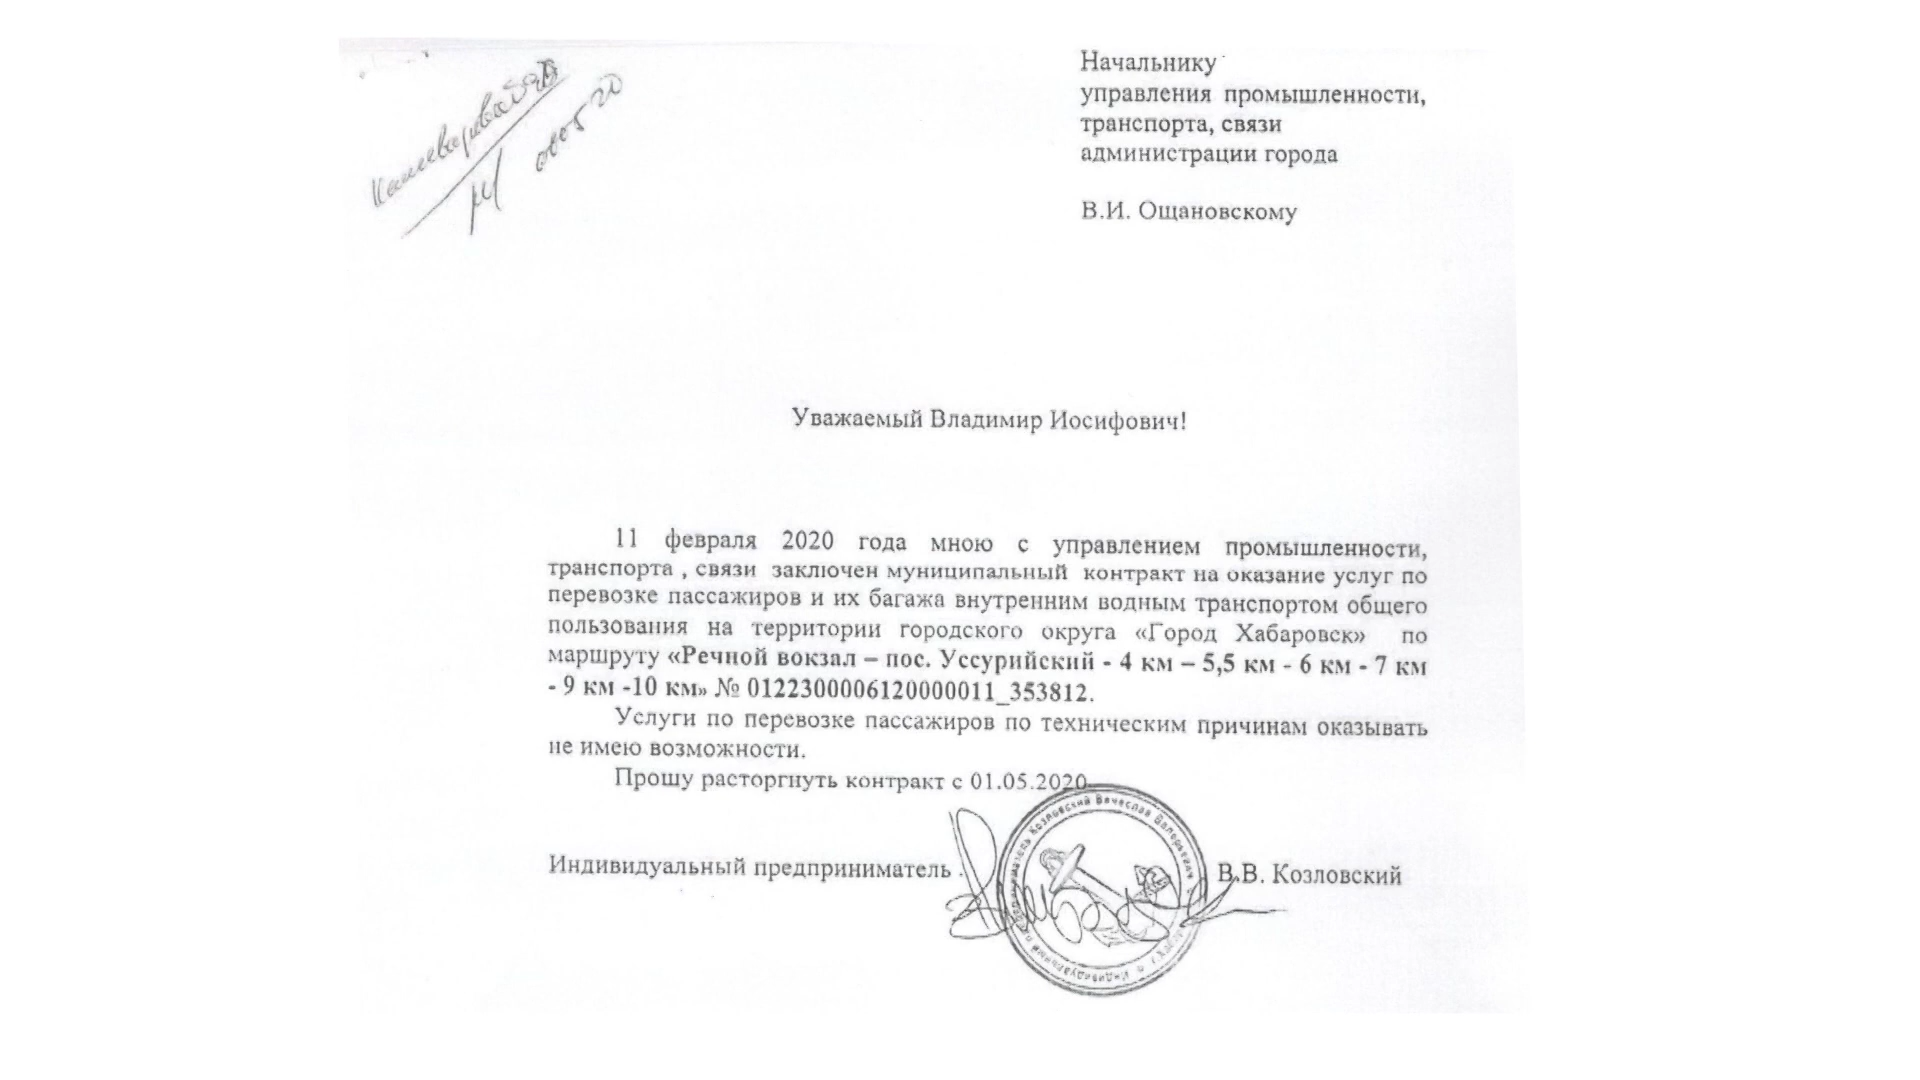 Начальнику
управления промышленности,
транспорта, связи
администрации города
В.И. Ощановскому
Уважаемый Владимир Иосифович!
11 февраля 2020 года мною с управлением промышленности,
транспорта , связи заключен муниципальный контракт на оказание услуг по
перевозке пассажиров и их багажа внутренним водным транспортом общего
пользования на территории городского округа «Город Хабаровск» по
маршруту «Речной вокзал – пос. Уссурийский - 4 км – 5,5 км - 6 км - 7 км
- 9 км -10 км» № 0122300006120000011_353812.
Услуги по перевозке пассажиров по техническим причинам оказывать
не имею возможности.
Прошу расторгнуть контракт с 01.05.2020
Индивидуальный предприниматель
В.В. Козловский
Козловский Вячеслав Валерьевич
Индивидуальный